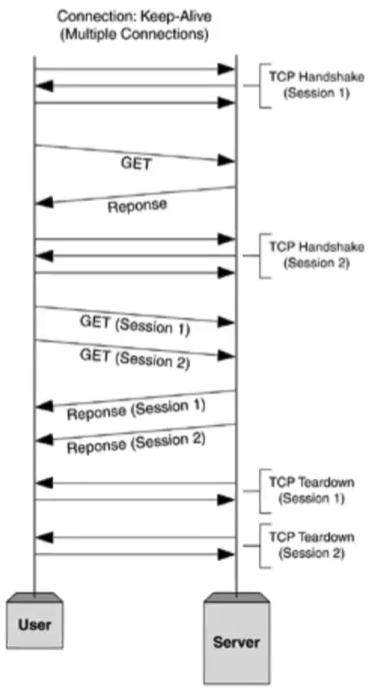 Connection: Keep-Alive
(Multiple Connections)
TCP Handshake
(Session 1)
GET
Reponse
TCP Handshake
(Session 2)
GET (Session 1)
GET (Session 2)
Reponse (Session 1)
Reponse (Session 2)
TCP Teardown
(Session 1)
TCP Teardown
(Session 2)
User
Server